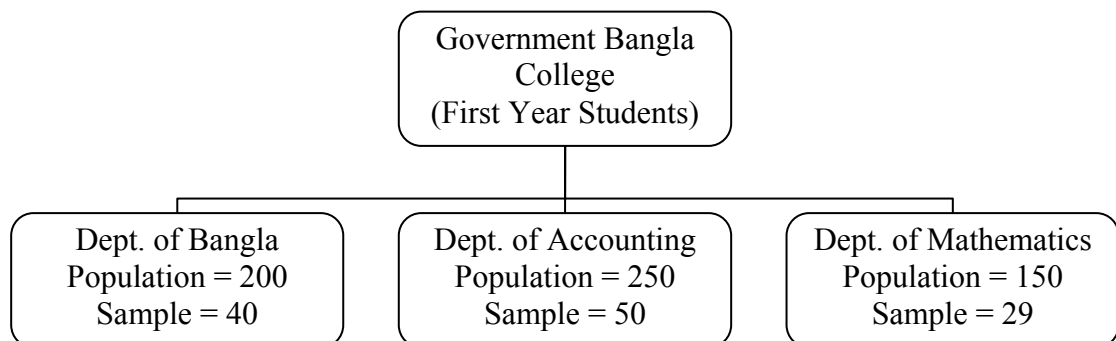 Government Bangla
College
(First Year Students)
Dept. of Bangla
Population = 200
Sample = 40
Dept. of Accounting
Population = 250
Sample = 50
Dept. of Mathematics
Population = 150
Sample = 29